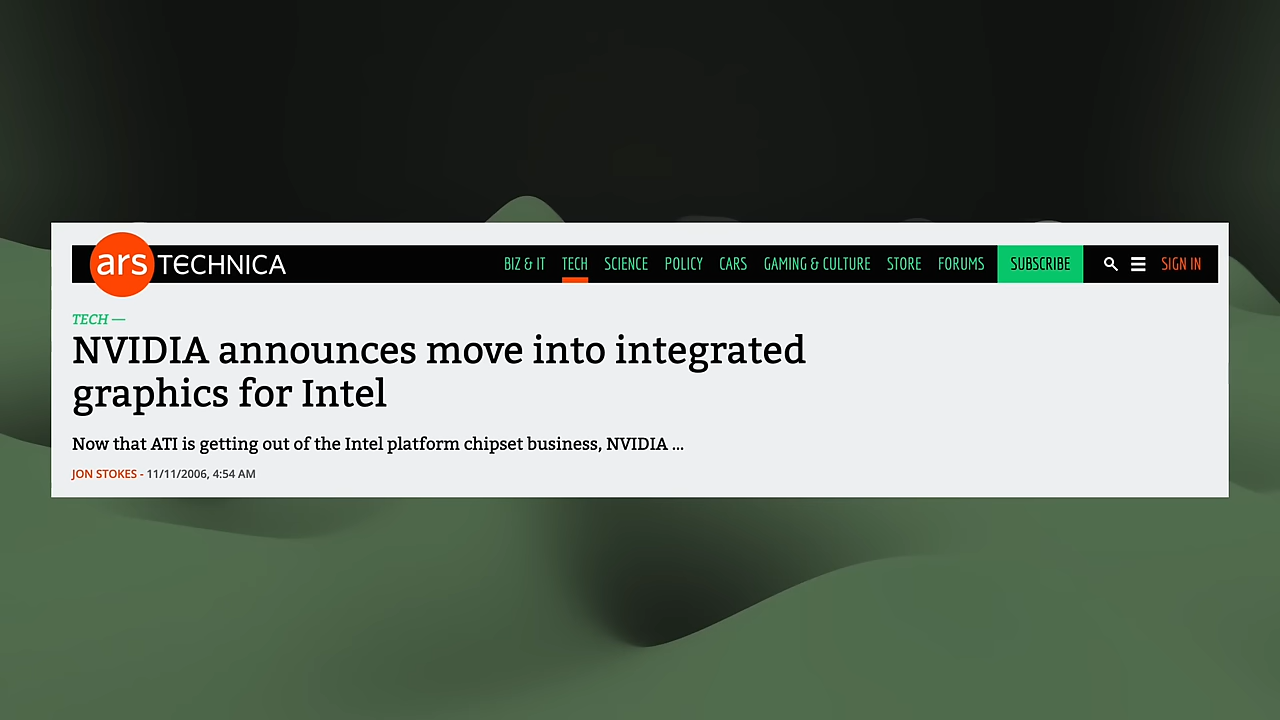 ars TECHNICA BIZ & IT TECH SCIENCE POLICY CARS GAMING & CULTURE STORE FORUMS SUBSCRIBE SIGN IN
TECH —
NVIDIA announces move into integrated
graphics for Intel
Now that ATI is getting out of the Intel platform chipset business, NVIDIA ...
JON STOKES - 11/11/2006, 4:54 AM